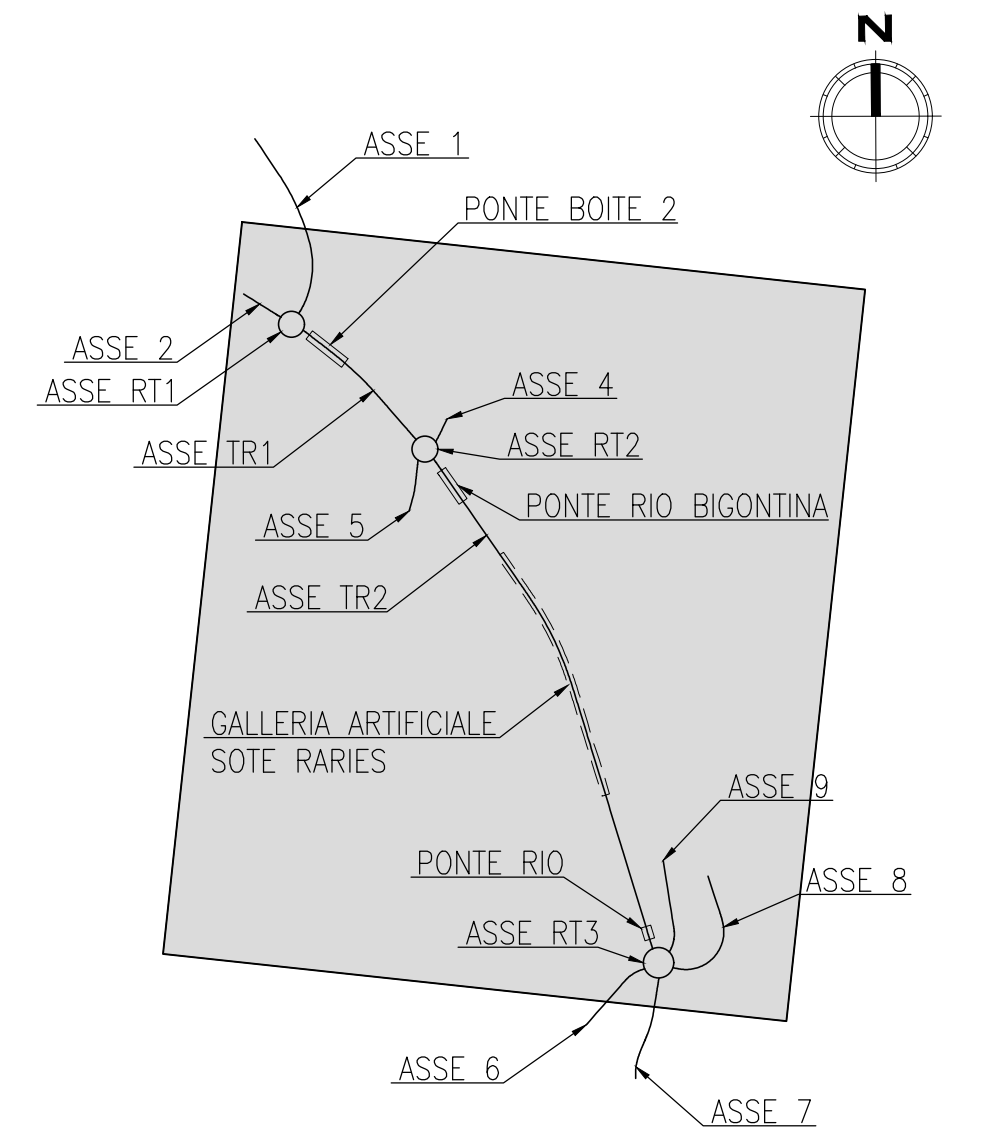 N
ASSE 1
PONTE BOITE 2
ASSE 2
ASSE RT1
ASSE 4
ASSE RT2
ASSE TR1
PONTE RIO BIGONTINA
ASSE 5
ASSE TR2
GALLERIA ARTIFICIALE
SOTE RARIES
ASSE 9
PONTE RIO
ASSE 8
ASSE RT3
ASSE 6
ASSE 7